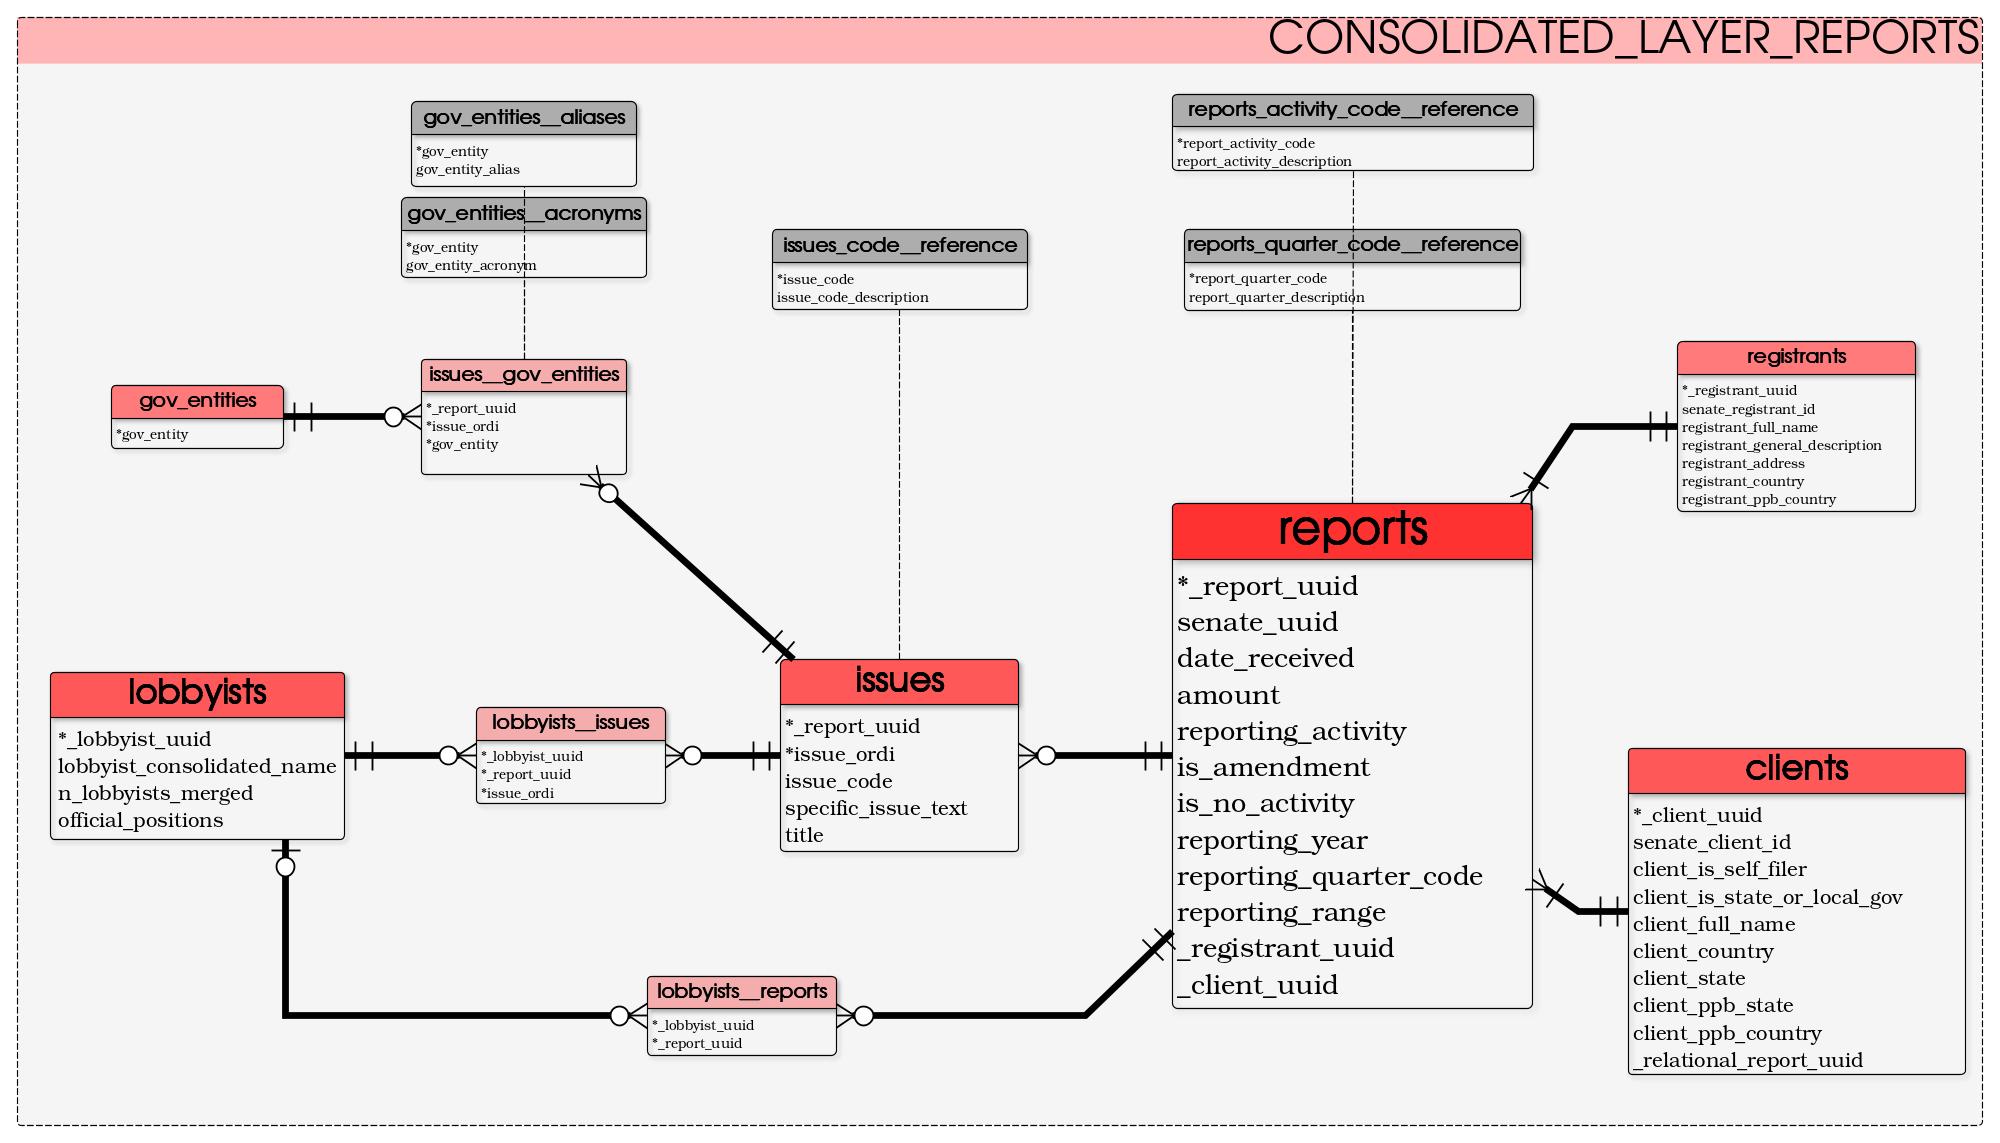 CONSOLIDATED_LAYER_REPORTS
gov_entities__aliases
*gov_entity
gov_entity_alias
gov_entities__acronyms
*gov_entity
gov_entity_acronym
issues_code__reference
*issue_code
issue_code_description
reports_activity_code__reference
*report_activity_code
report_activity_description
reports_quarter_code__reference
*report_quarter_code
report_quarter_description
gov_entities
*gov_entity
issues__gov_entities
*_report_uuid
*issue_ordi
*gov_entity
registrants
*_registrant_uuid
senate_registrant_id
registrant_full_name
registrant_general_description
registrant_address
registrant_country
registrant_ppb_country
reports
*_report_uuid
senate_uuid
date_received
amount
reporting_activity
is_amendment
is_no_activity
reporting_year
reporting_quarter_code
reporting_range
_registrant_uuid
_client_uuid
lobbyists
*_lobbyist_uuid
lobbyist_consolidated_name
n_lobbyists_merged
official_positions
lobbyists__issues
*_lobbyist_uuid
*_report_uuid
*issue_ordi
issues
*_report_uuid
*issue_ordi
issue_code
specific_issue_text
title
clients
*_client_uuid
senate_client_id
client_is_self_filer
client_is_state_or_local_gov
client_full_name
client_country
client_state
client_ppb_state
client_ppb_country
_relational_report_uuid
lobbyists__reports
*_lobbyist_uuid
*_report_uuid